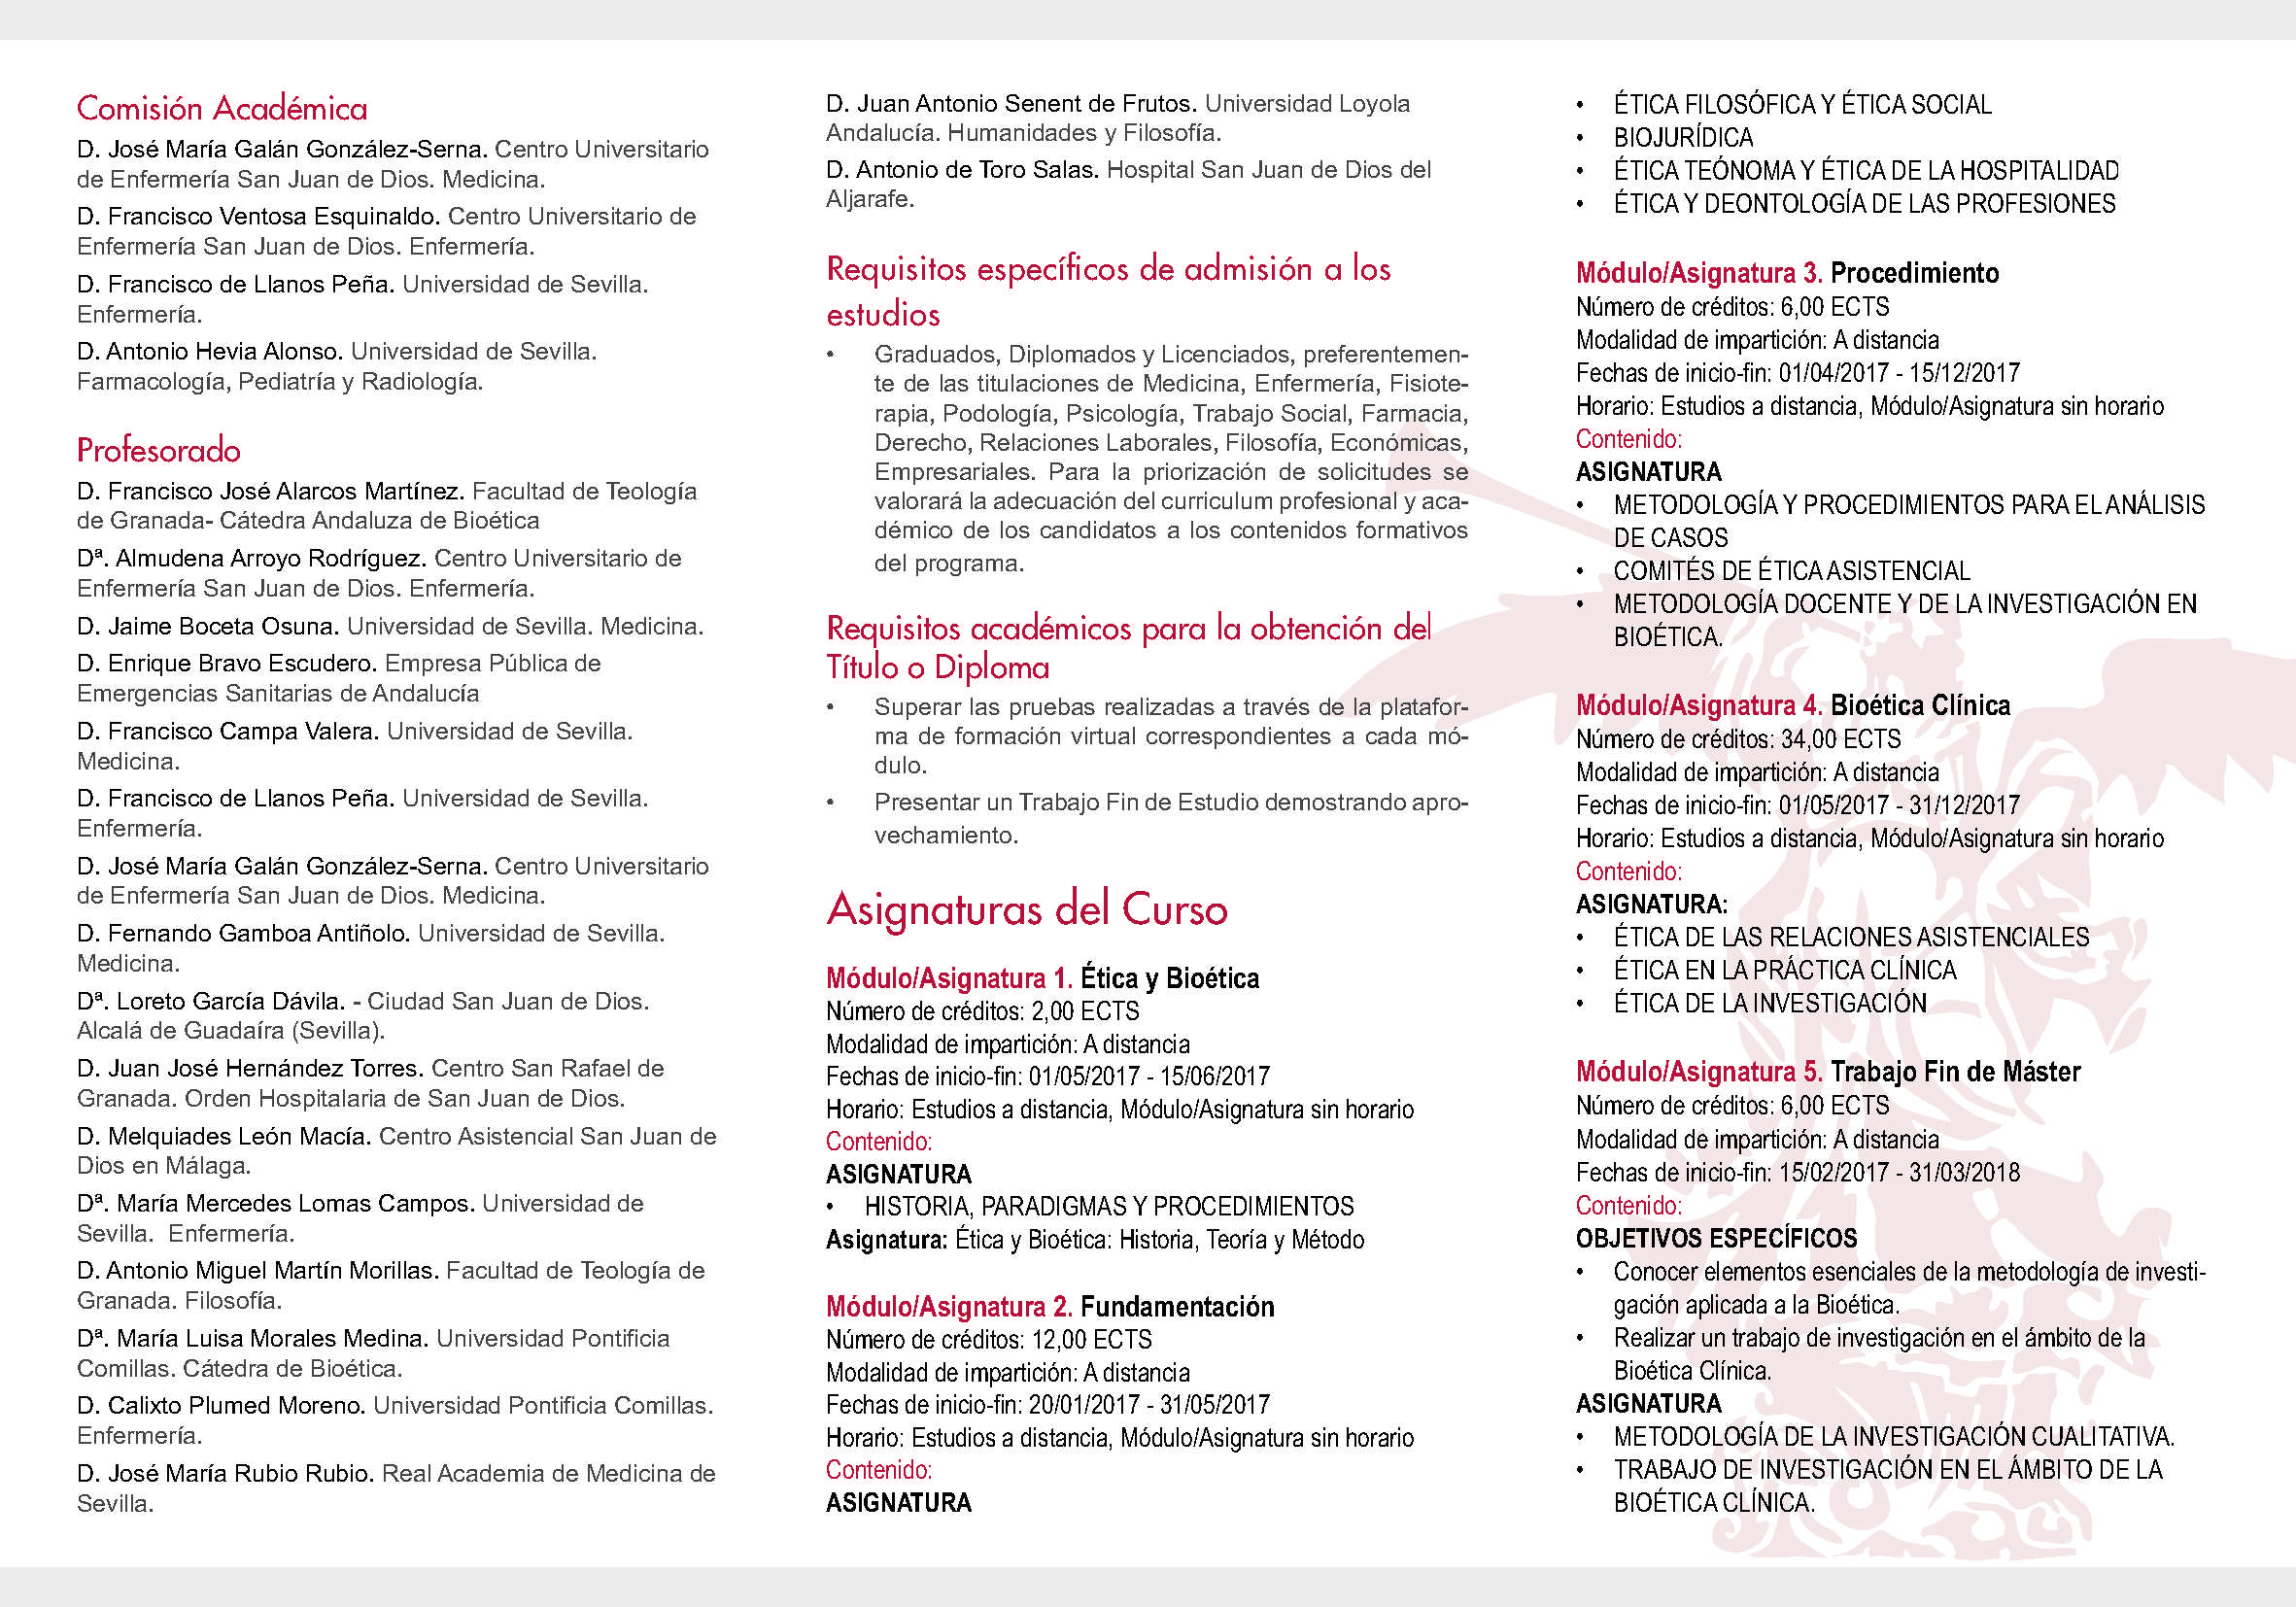 Comisión Académica
D. José María Galán González-Serna. Centro Universitario
de Enfermería San Juan de Dios. Medicina.
D. Francisco Ventosa Esquinaldo. Centro Universitario de
Enfermería San Juan de Dios. Enfermería.
D. Francisco de Llanos Peña. Universidad de Sevilla.
Enfermería.
D. Antonio Hevia Alonso. Universidad de Sevilla.
Farmacología, Pediatría y Radiología.
Profesorado
D. Francisco José Alarcos Martínez. Facultad de Teología
de Granada- Cátedra Andaluza de Bioética
Dª. Almudena Arroyo Rodríguez. Centro Universitario de
Enfermería San Juan de Dios. Enfermería.
D. Jaime Boceta Osuna. Universidad de Sevilla. Medicina.
D. Enrique Bravo Escudero. Empresa Pública de
Emergencias Sanitarias de Andalucía
D. Francisco Campa Valera. Universidad de Sevilla.
Medicina.
D. Francisco de Llanos Peña. Universidad de Sevilla.
Enfermería.
D. José María Galán González-Serna. Centro Universitario
de Enfermería San Juan de Dios. Medicina.
D. Fernando Gamboa Antiñolo. Universidad de Sevilla.
Medicina.
Dª. Loreto García Dávila. - Ciudad San Juan de Dios.
Alcalá de Guadaíra (Sevilla).
D. Juan José Hernández Torres. Centro San Rafael de
Granada. Orden Hospitalaria de San Juan de Dios.
D. Melquiades León Macía. Centro Asistencial San Juan de
Dios en Málaga.
Dª. María Mercedes Lomas Campos. Universidad de
Sevilla. Enfermería.
D. Antonio Miguel Martín Morillas. Facultad de Teología de
Granada. Filosofía.
Dª. María Luisa Morales Medina. Universidad Pontificia
Comillas. Cátedra de Bioética.
D. Calixto Plumed Moreno. Universidad Pontificia Comillas.
Enfermería.
D. José María Rubio Rubio. Real Academia de Medicina de
Sevilla.
D. Juan Antonio Senent de Frutos. Universidad Loyola
Andalucía. Humanidades y Filosofía.
D. Antonio de Toro Salas. Hospital San Juan de Dios del
Aljarafe.
Requisitos específicos de admisión a los
estudios
• Graduados, Diplomados y Licenciados, preferentemen-
te de las titulaciones de Medicina, Enfermería, Fisiote-
rapia, Podología, Psicología, Trabajo Social, Farmacia,
Derecho, Relaciones Laborales, Filosofía, Económicas,
Empresariales. Para la priorización de solicitudes se
valorará la adecuación del curriculum profesional y aca-
démico de los candidatos a los contenidos formativos
del programa.
Requisitos académicos para la obtención del
Título o Diploma
• Superar las pruebas realizadas a través de la platafor-
ma de formación virtual correspondientes a cada mó-
dulo.
• Presentar un Trabajo Fin de Estudio demostrando apro-
vechamiento.
Asignaturas del Curso
Módulo/Asignatura 1. Ética y Bioética
Número de créditos: 2,00 ECTS
Modalidad de impartición: A distancia
Fechas de inicio-fin: 01/05/2017 - 15/06/2017
Horario: Estudios a distancia, Módulo/Asignatura sin horario
Contenido:
ASIGNATURA
• HISTORIA, PARADIGMAS Y PROCEDIMIENTOS
Asignatura: Ética y Bioética: Historia, Teoría y Método
Módulo/Asignatura 2. Fundamentación
Número de créditos: 12,00 ECTS
Modalidad de impartición: A distancia
Fechas de inicio-fin: 20/01/2017 - 31/05/2017
Horario: Estudios a distancia, Módulo/Asignatura sin horario
Contenido:
ASIGNATURA
• ÉTICA FILOSÓFICA Y ÉTICA SOCIAL
• BIOJURÍDICA
• ÉTICA TEÓNOMA Y ÉTICA DE LA HOSPITALIDAD
• ÉTICA Y DEONTOLOGÍA DE LAS PROFESIONES
Módulo/Asignatura 3. Procedimiento
Número de créditos: 6,00 ECTS
Modalidad de impartición: A distancia
Fechas de inicio-fin: 01/04/2017 - 15/12/2017
Horario: Estudios a distancia, Módulo/Asignatura sin horario
Contenido:
ASIGNATURA
• METODOLOGÍA Y PROCEDIMIENTOS PARA EL ANÁLISIS
DE CASOS
• COMITÉS DE ÉTICA ASISTENCIAL
• METODOLOGÍA DOCENTE Y DE LA INVESTIGACIÓN EN
BIOÉTICA.
Módulo/Asignatura 4. Bioética Clínica
Número de créditos: 34,00 ECTS
Modalidad de impartición: A distancia
Fechas de inicio-fin: 01/05/2017 - 31/12/2017
Horario: Estudios a distancia, Módulo/Asignatura sin horario
Contenido:
ASIGNATURA:
• ÉTICA DE LAS RELACIONES ASISTENCIALES
• ÉTICA EN LA PRÁCTICA CLÍNICA
• ÉTICA DE LA INVESTIGACIÓN
Módulo/Asignatura 5. Trabajo Fin de Máster
Número de créditos: 6,00 ECTS
Modalidad de impartición: A distancia
Fechas de inicio-fin: 15/02/2017 - 31/03/2018
Contenido:
OBJETIVOS ESPECÍFICOS
• Conocer elementos esenciales de la metodología de investi-
gación aplicada a la Bioética.
• Realizar un trabajo de investigación en el ámbito de la
Bioética Clínica.
ASIGNATURA
• METODOLOGÍA DE LA INVESTIGACIÓN CUALITATIVA.
• TRABAJO DE INVESTIGACIÓN EN EL ÁMBITO DE LA
BIOÉTICA CLÍNICA.